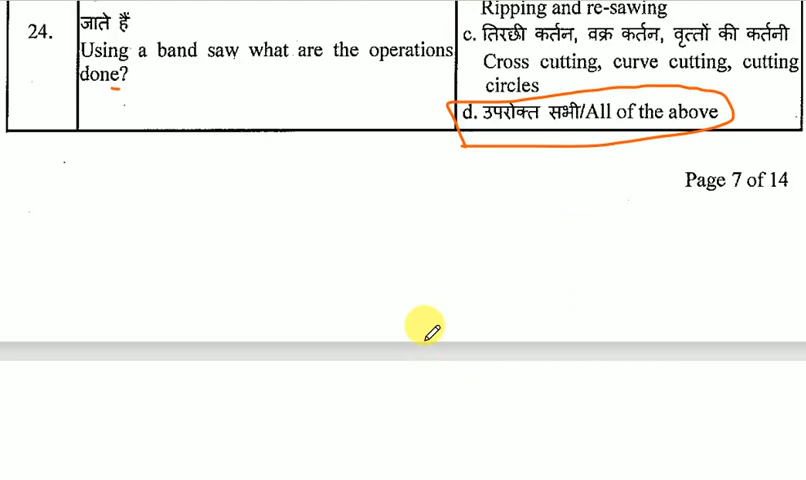 24.
जाते हैं
Using a band saw what are the operations
done?
Ripping and re-sawing
c. तिरछी कर्तन, वक्र कर्तन, वृत्तों की कर्तनी
Cross cutting, curve cutting, cutting
circles
d. उपरोक्त सभी/All of the above
Page 7 of 14